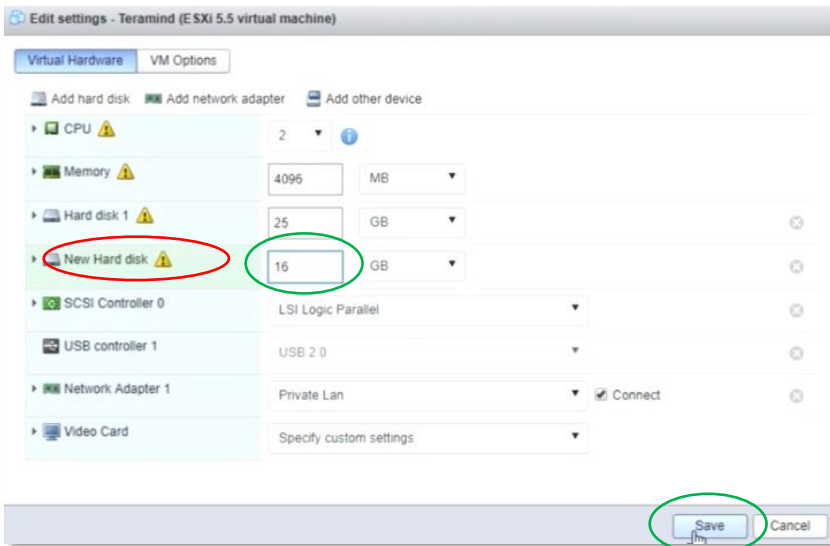 Edit settings - Teramind (ESXi 5.5 virtual machine)
Virtual Hardware VM Options
Add hard disk Add network adapter Add other device
CPU 2
Memory 4096 MB
Hard disk 1 25 GB
New Hard disk 16 GB
SCSI Controller 0 LSI Logic Parallel
USB controller 1 USB 2.0
Network Adapter 1 Private Lan Connect
Video Card Specify custom settings
Save Cancel